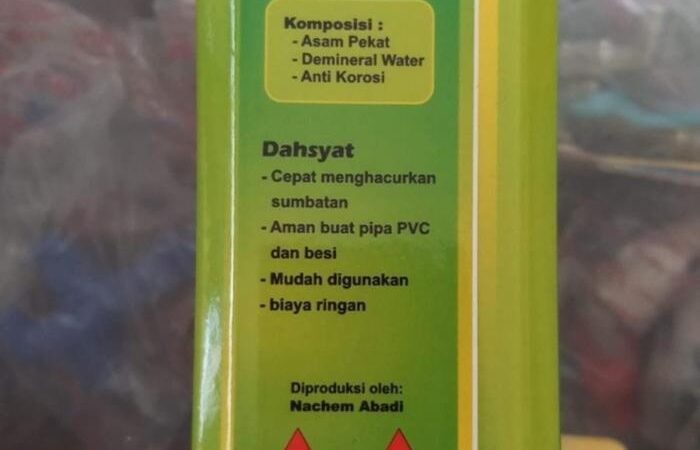 Komposisi :
- Asam Pekat
- Demineral Water
- Anti Korosi
Dahsyat
- Cepat menghacurkan
sumbatan
- Aman buat pipa PVC
dan besi
- Mudah digunakan
- biaya ringan
Diproduksi oleh:
Nachem Abadi